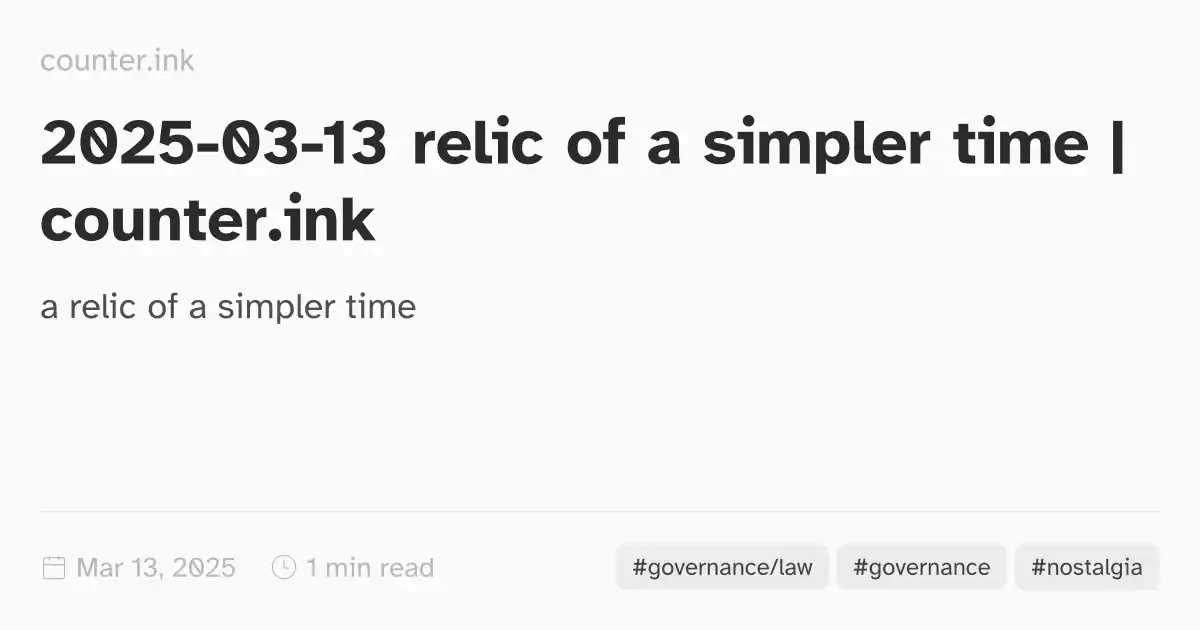 counter.ink
2025-03-13 relic of a simpler time |
counter.ink
a relic of a simpler time
Mar 13, 2025 1 min read #governance/law #governance #nostalgia